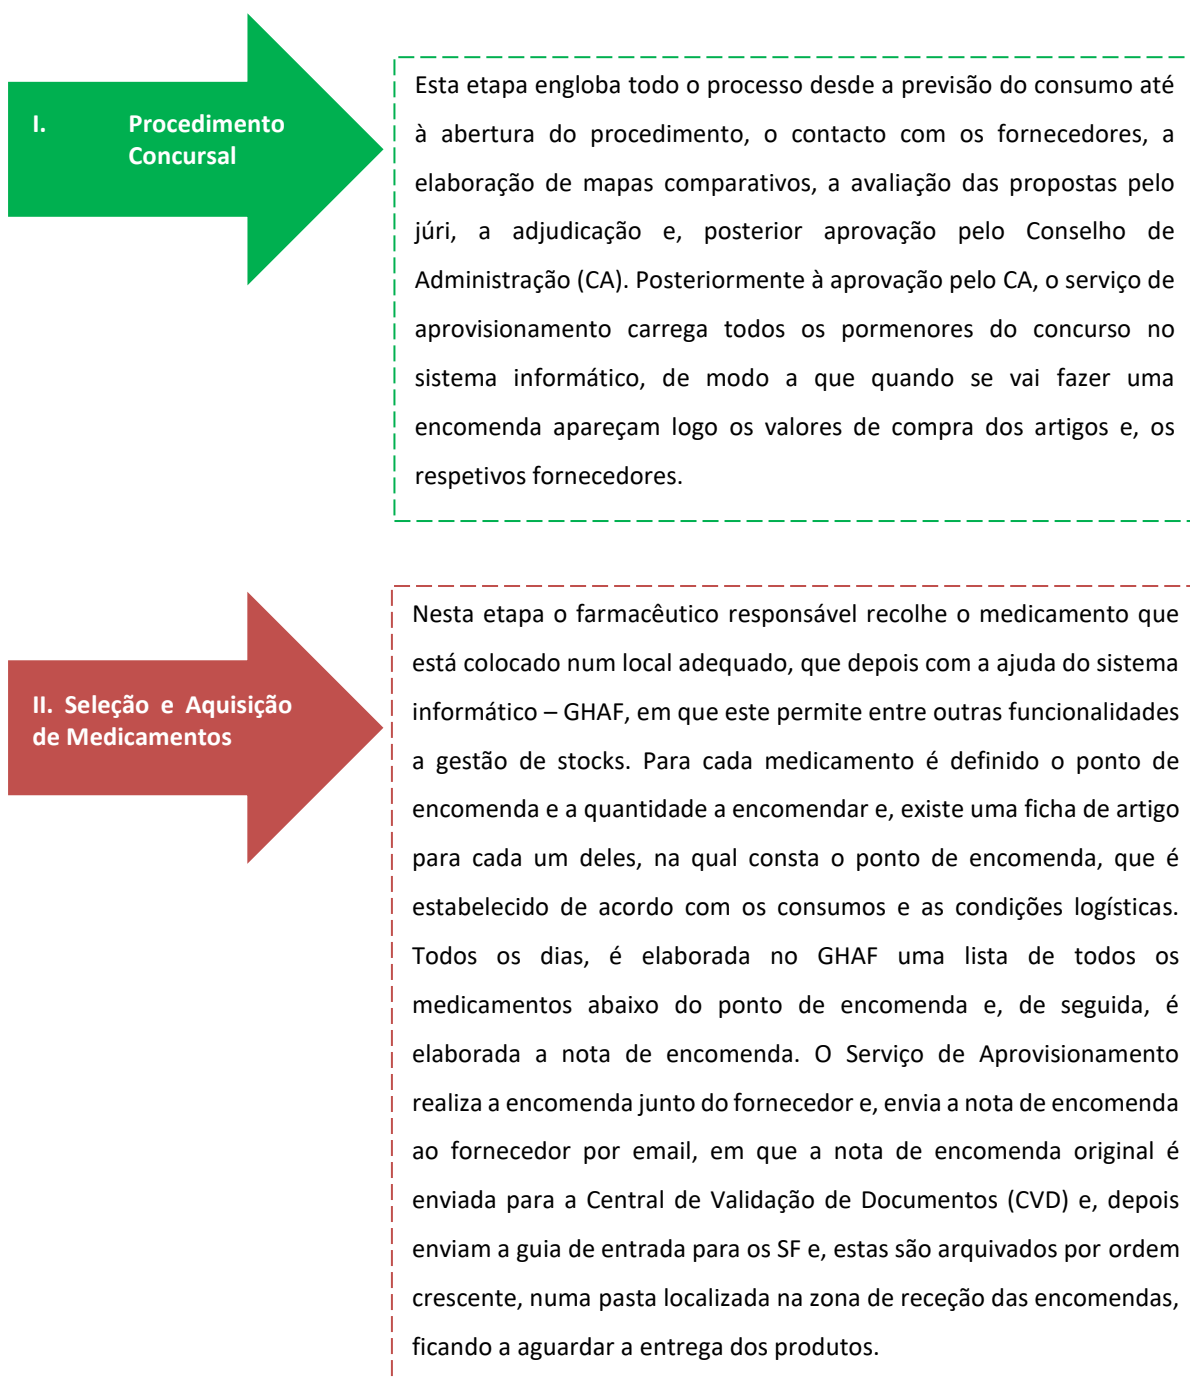 I. Procedimento
Concursal
Esta etapa engloba todo o processo desde a previsão do consumo até
à abertura do procedimento, o contacto com os fornecedores, a
elaboração de mapas comparativos, a avaliação das propostas pelo
júri, a adjudicação e, posterior aprovação pelo Conselho de
Administração (CA). Posteriormente à aprovação pelo CA, o serviço de
aprovisionamento carrega todos os pormenores do concurso no
sistema informático, de modo a que quando se vai fazer uma
encomenda apareçam logo os valores de compra dos artigos e, os
respetivos fornecedores.
II. Seleção e Aquisição
de Medicamentos
Nesta etapa o farmacêutico responsável recolhe o medicamento que
está colocado num local adequado, que depois com a ajuda do sistema
informático – GHAF, em que este permite entre outras funcionalidades
a gestão de stocks. Para cada medicamento é definido o ponto de
encomenda e a quantidade a encomendar e, existe uma ficha de artigo
para cada um deles, na qual consta o ponto de encomenda, que é
estabelecido de acordo com os consumos e as condições logísticas.
Todos os dias, é elaborada no GHAF uma lista de todos os
medicamentos abaixo do ponto de encomenda e, de seguida, é
elaborada a nota de encomenda. O Serviço de Aprovisionamento
realiza a encomenda junto do fornecedor e, envia a nota de encomenda
ao fornecedor por email, em que a nota de encomenda original é
enviada para a Central de Validação de Documentos (CVD) e, depois
enviam a guia de entrada para os SF e, estas são arquivados por ordem
crescente, numa pasta localizada na zona de receção das encomendas,
ficando a aguardar a entrega dos produtos.